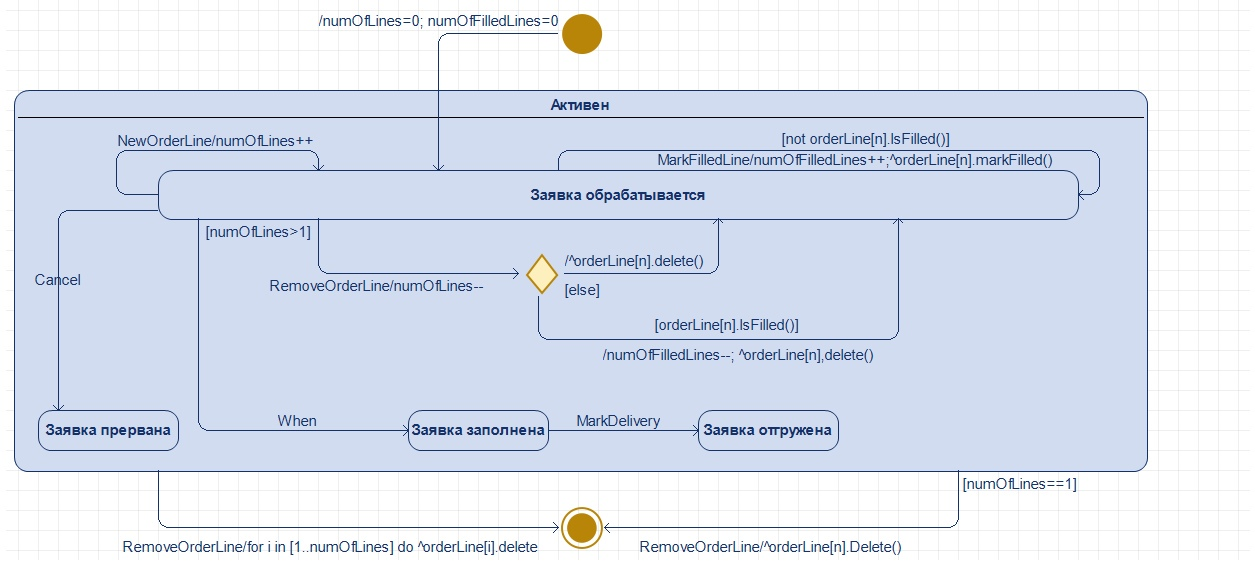 /numOfLines=0; numOfFilledLines=0
Активен
NewOrderLine/numOfLines++
[not orderLine[n].IsFilled()]
MarkFilledLine/numOfFilledLines++;^orderLine[n].markFilled()
Заявка обрабатывается
[numOfLines>1]
/^orderLine[n].delete()
Cancel
RemoveOrderLine/numOfLines--
[else]
[orderLine[n].IsFilled()]
/numOfFilledLines--; ^orderLine[n],delete()
When
MarkDelivery
Заявка прервана
Заявка заполнена
Заявка отгружена
[numOfLines==1]
RemoveOrderLine/for i in [1..numOfLines] do ^orderLine[i].delete
RemoveOrderLine/^orderLine[n].Delete()